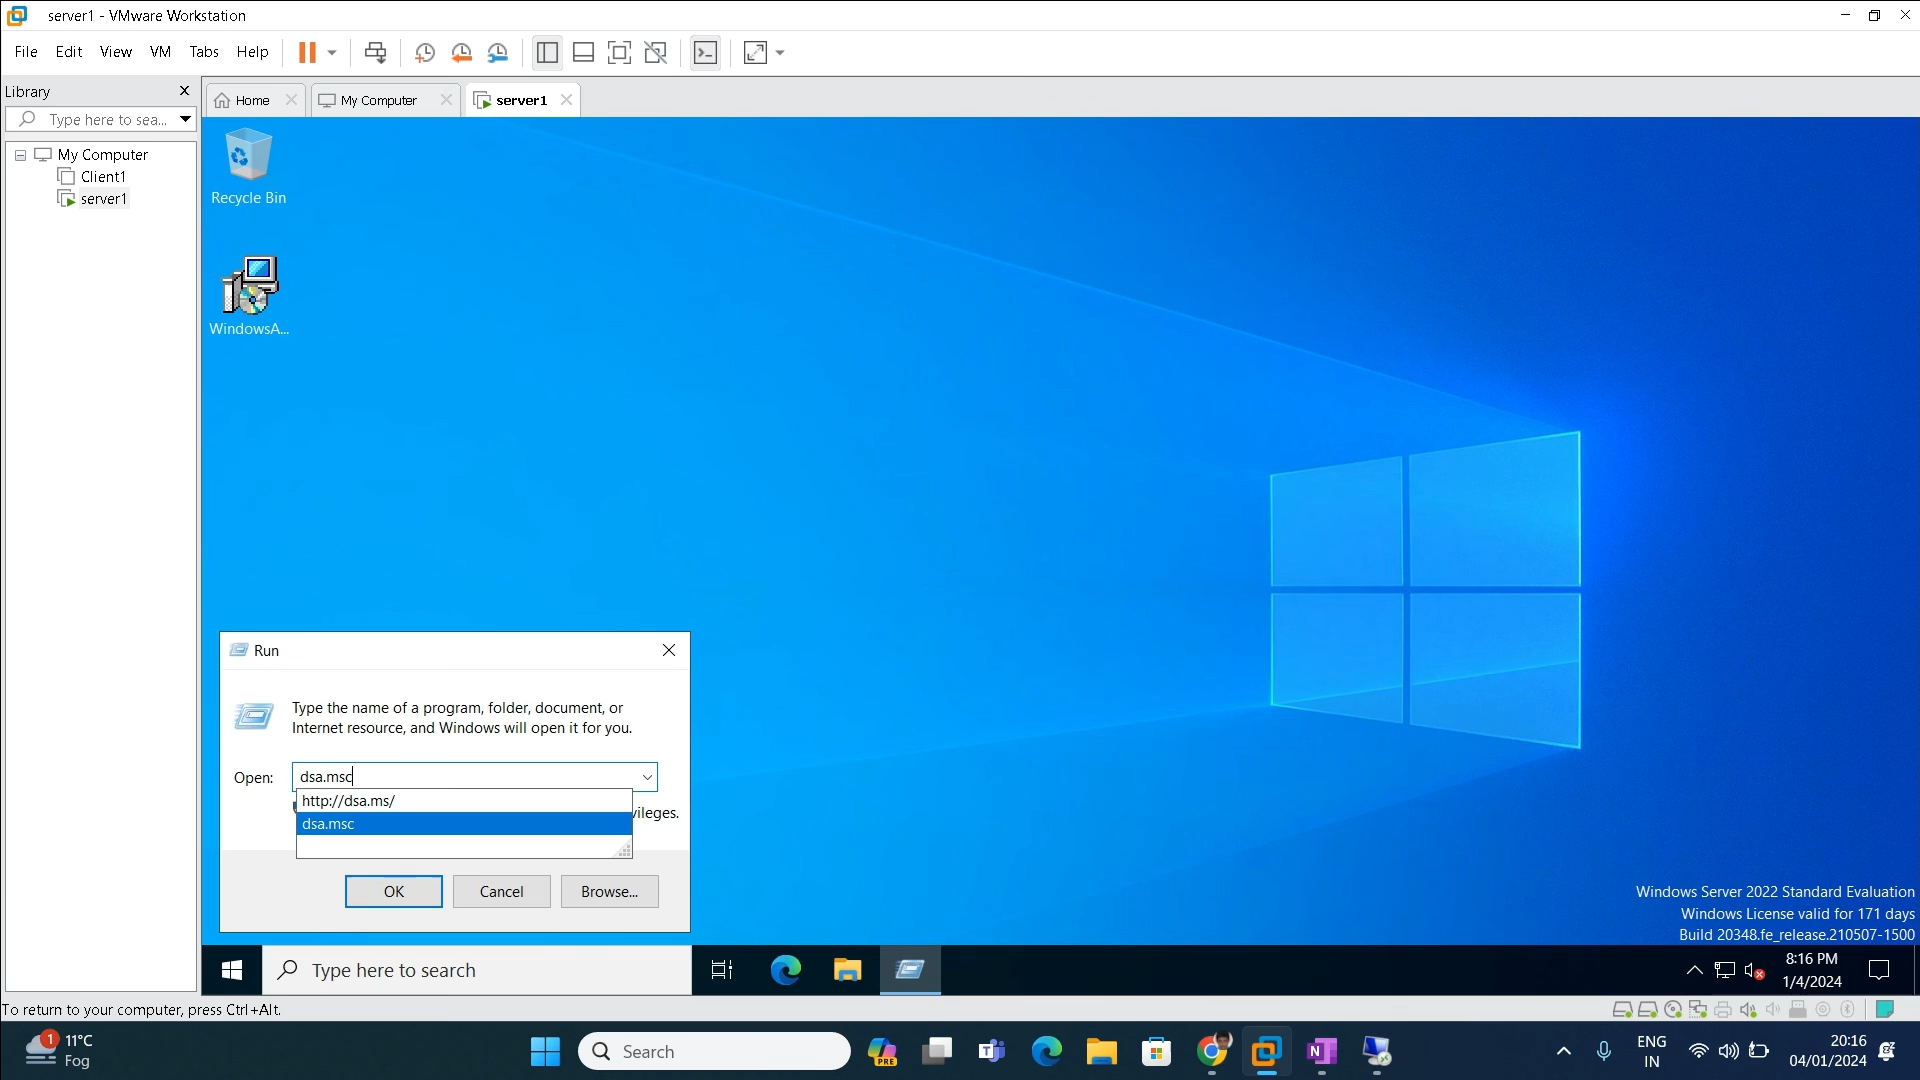 server1 - VMware Workstation
File Edit View VM Tabs Help
Library
Type here to sea...
Home
My Computer
server1
My Computer
Client1
server1
Recycle Bin
WindowsA...
Run
Type the name of a program, folder, document, or
Internet resource, and Windows will open it for you.
Open: dsa.msc
http://dsa.ms/
vileges.
dsa.msc
OK Cancel Browse...
Windows Server 2022 Standard Evaluation
Windows License valid for 171 days
Build 20348.fe_release.210507-1500
Type here to search
8:16 PM
1/4/2024
To return to your computer, press Ctrl+Alt.
1
11°C
Fog
Search
PRE
ENG
IN
20:16
04/01/2024